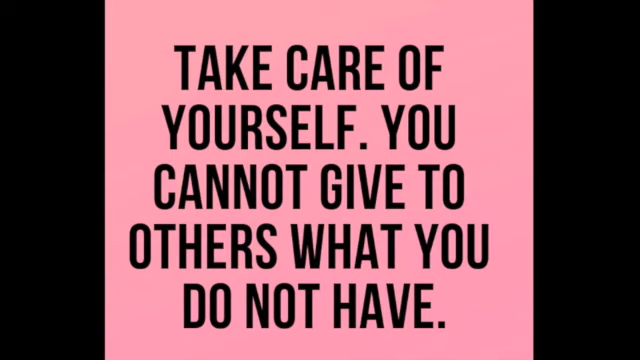 TAKE CARE OF
YOURSELF. YOU
CANNOT GIVE TO
OTHERS WHAT YOU
DO NOT HAVE.